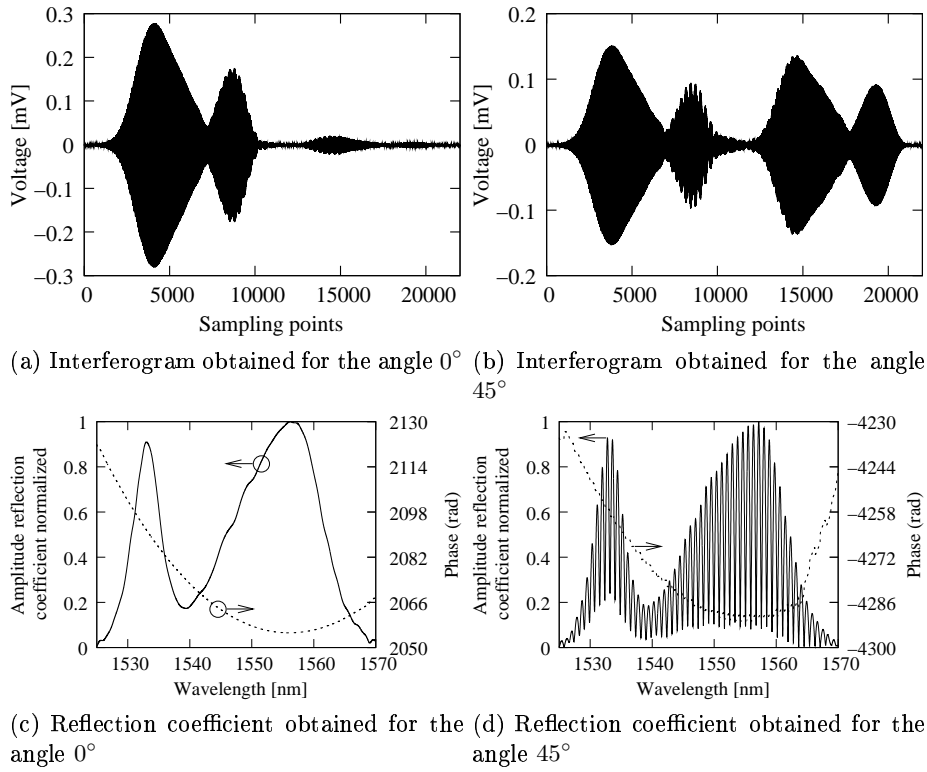 0.3
0.2
0.1
0
−0.1
−0.2
−0.3
Voltage [mV]
0 5000 10000 15000 20000
Sampling points
0.2
0.1
0
−0.1
−0.2
Voltage [mV]
0 5000 10000 15000 20000
Sampling points
(a) Interferogram obtained for the angle 0°
(b) Interferogram obtained for the angle
45°
1
0.8
0.6
0.4
0.2
0
Amplitude reflection
coefficient normalized
2130
2114
2098
2082
2066
2050
Phase (rad)
1530 1540 1550 1560 1570
Wavelength [nm]
1
0.8
0.6
0.4
0.2
0
Amplitude reflection
coefficient normalized
−4230
−4244
−4258
−4272
−4286
−4300
Phase (rad)
1530 1540 1550 1560 1570
Wavelength [nm]
(c) Reflection coefficient obtained for the
angle 0°
(d) Reflection coefficient obtained for the
angle 45°